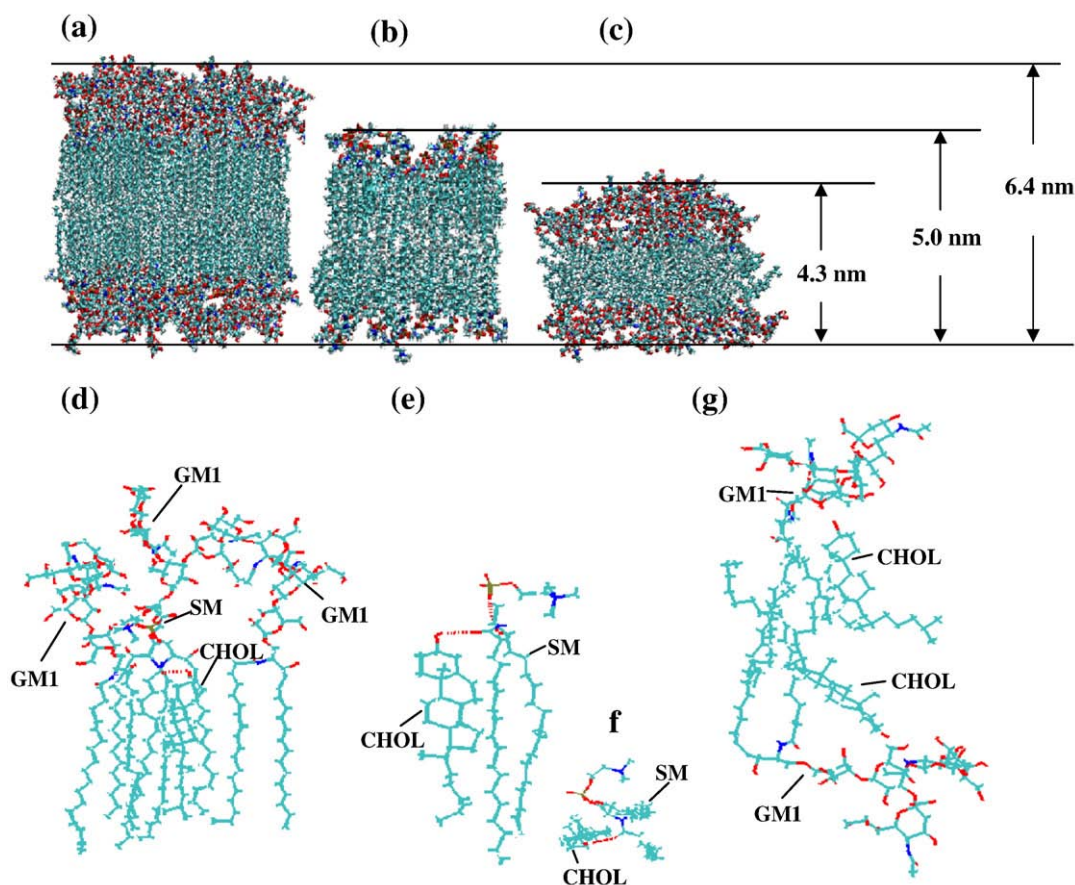 (a)
(b)
(c)
6.4 nm
5.0 nm
4.3 nm
(d)
(e)
(g)
GM1
GM1
SM
GM1
CHOL
SM
CHOL
f
SM
CHOL
GM1
CHOL
CHOL
GM1